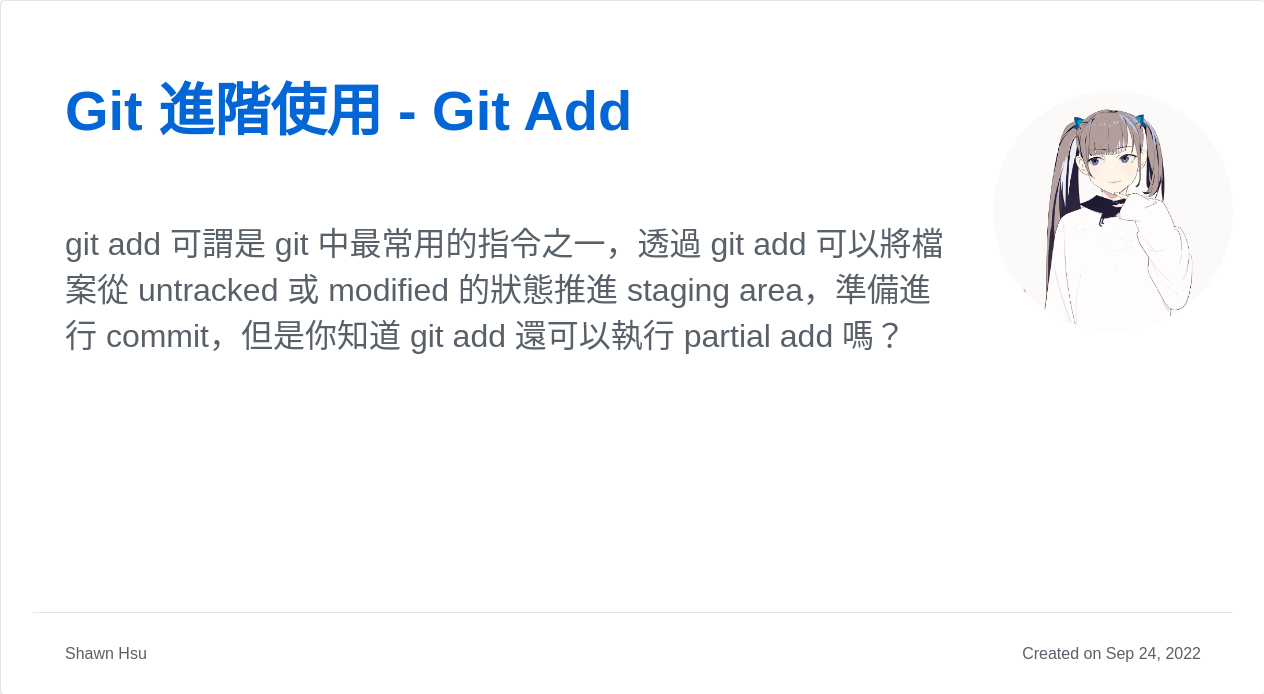 Git 進階使用 - Git Add
git add 可謂是 git 中最常用的指令之一，透過 git add 可以將檔
案從 untracked 或 modified 的狀態推進 staging area，準備進
行 commit，但是你知道 git add 還可以執行 partial add 嗎？
Shawn Hsu
Created on Sep 24, 2022